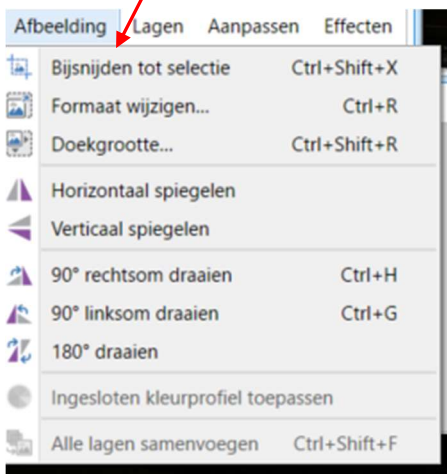 Afbeelding Lagen Aanpassen Effecten
Bijsnijden tot selectie Ctrl+Shift+X
Formaat wijzigen... Ctrl+R
Doekgrootte... Ctrl+Shift+R
Horizontaal spiegelen
Verticaal spiegelen
90° rechtsom draaien Ctrl+H
90° linksom draaien Ctrl+G
180° draaien
Ingesloten kleurprofiel toepassen
Alle lagen samenvoegen Ctrl+Shift+F